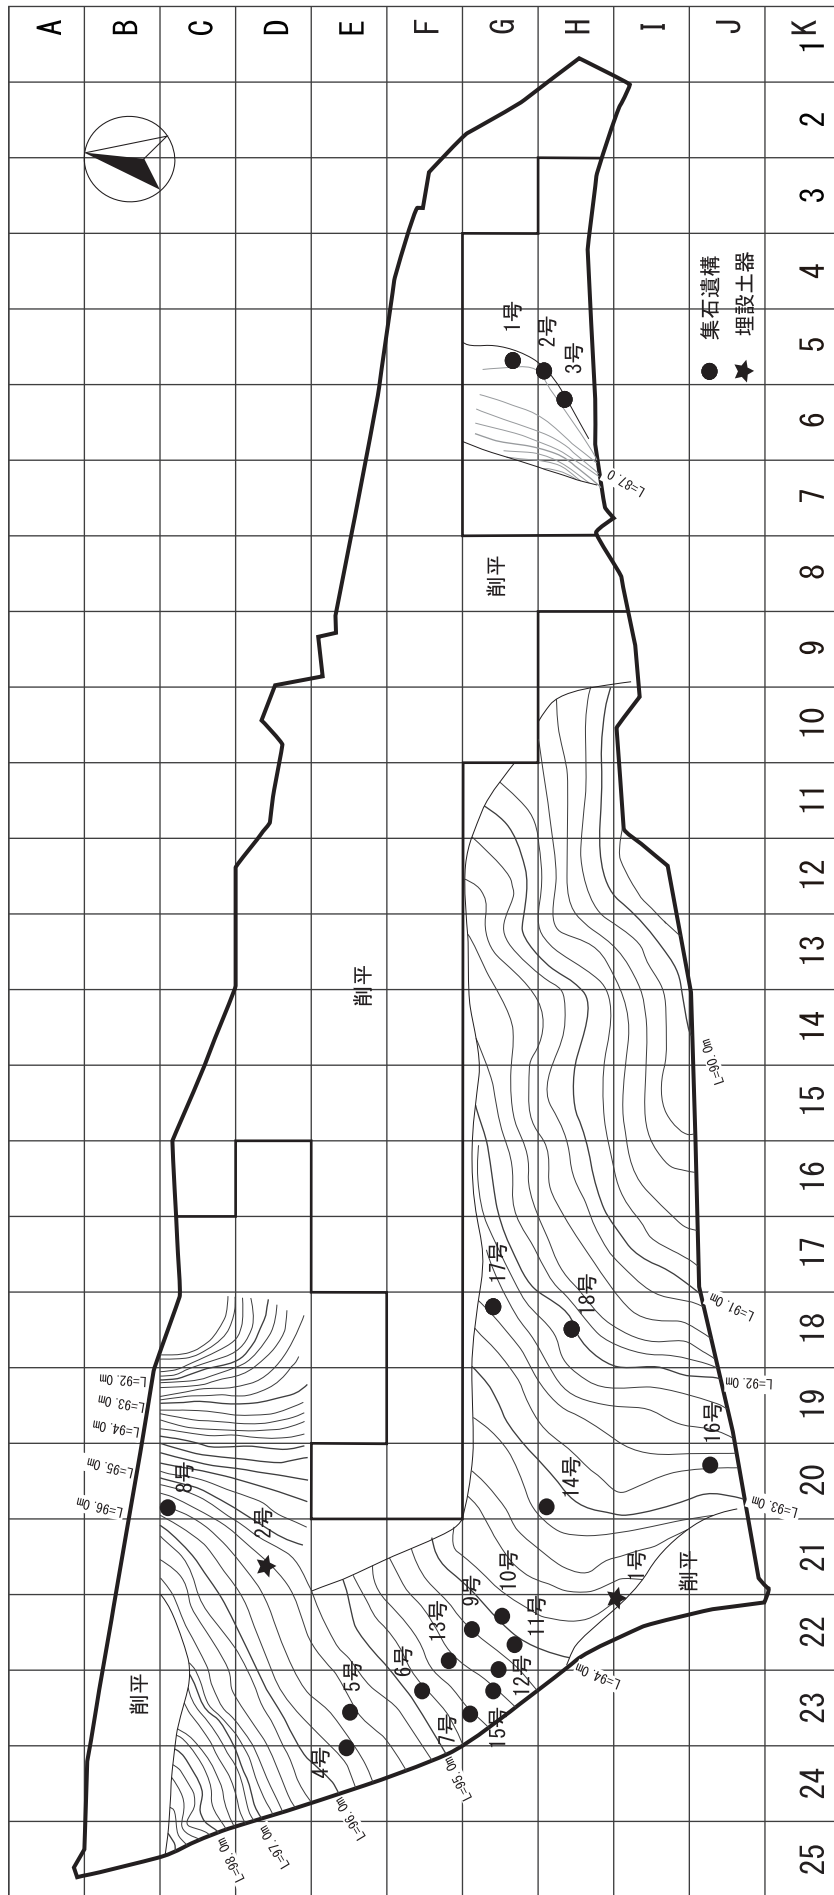 A
B
C
D
E
F
G
H
I
J
K
1
2
3
4
5
6
7
8
9
10
11
12
13
14
15
16
17
18
19
20
21
22
23
24
25
● 集石遺構
★ 埋設土器
1号
2号
3号
L=87.0
削平
削平
L=90.0m
17号
18号
L=91.0m
L=92.0m
L=93.0m
L=94.0m
L=95.0m
L=96.0m
8号
2号
16号
14号
L=92.0m
L=93.0m
1号
削平
10号
9号
11号
13号
12号
6号
15号
7号
5号
4号
削平
L=94.0m
L=95.0m
L=96.0m
L=97.0m
L=98.0m